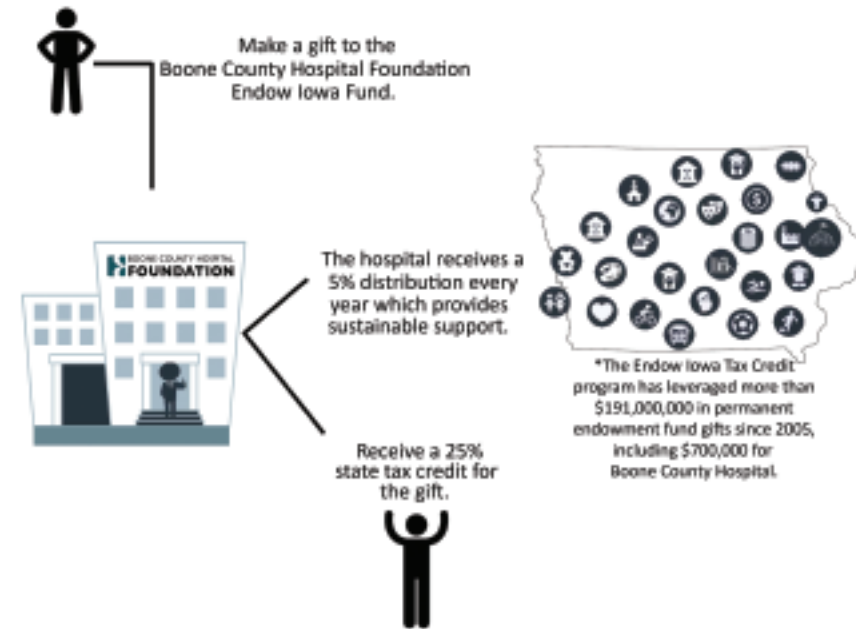 Make a gift to the
Boone County Hospital Foundation
Endow Iowa Fund.
BOONE COUNTY HOSPITAL
FOUNDATION
The hospital receives a
5% distribution every
year which provides
sustainable support.
Receive a 25%
state tax credit for
the gift.
*The Endow Iowa Tax Credit
program has leveraged more than
$191,000,000 in permanent
endowment fund gifts since 2005,
including $700,000 for
Boone County Hospital.